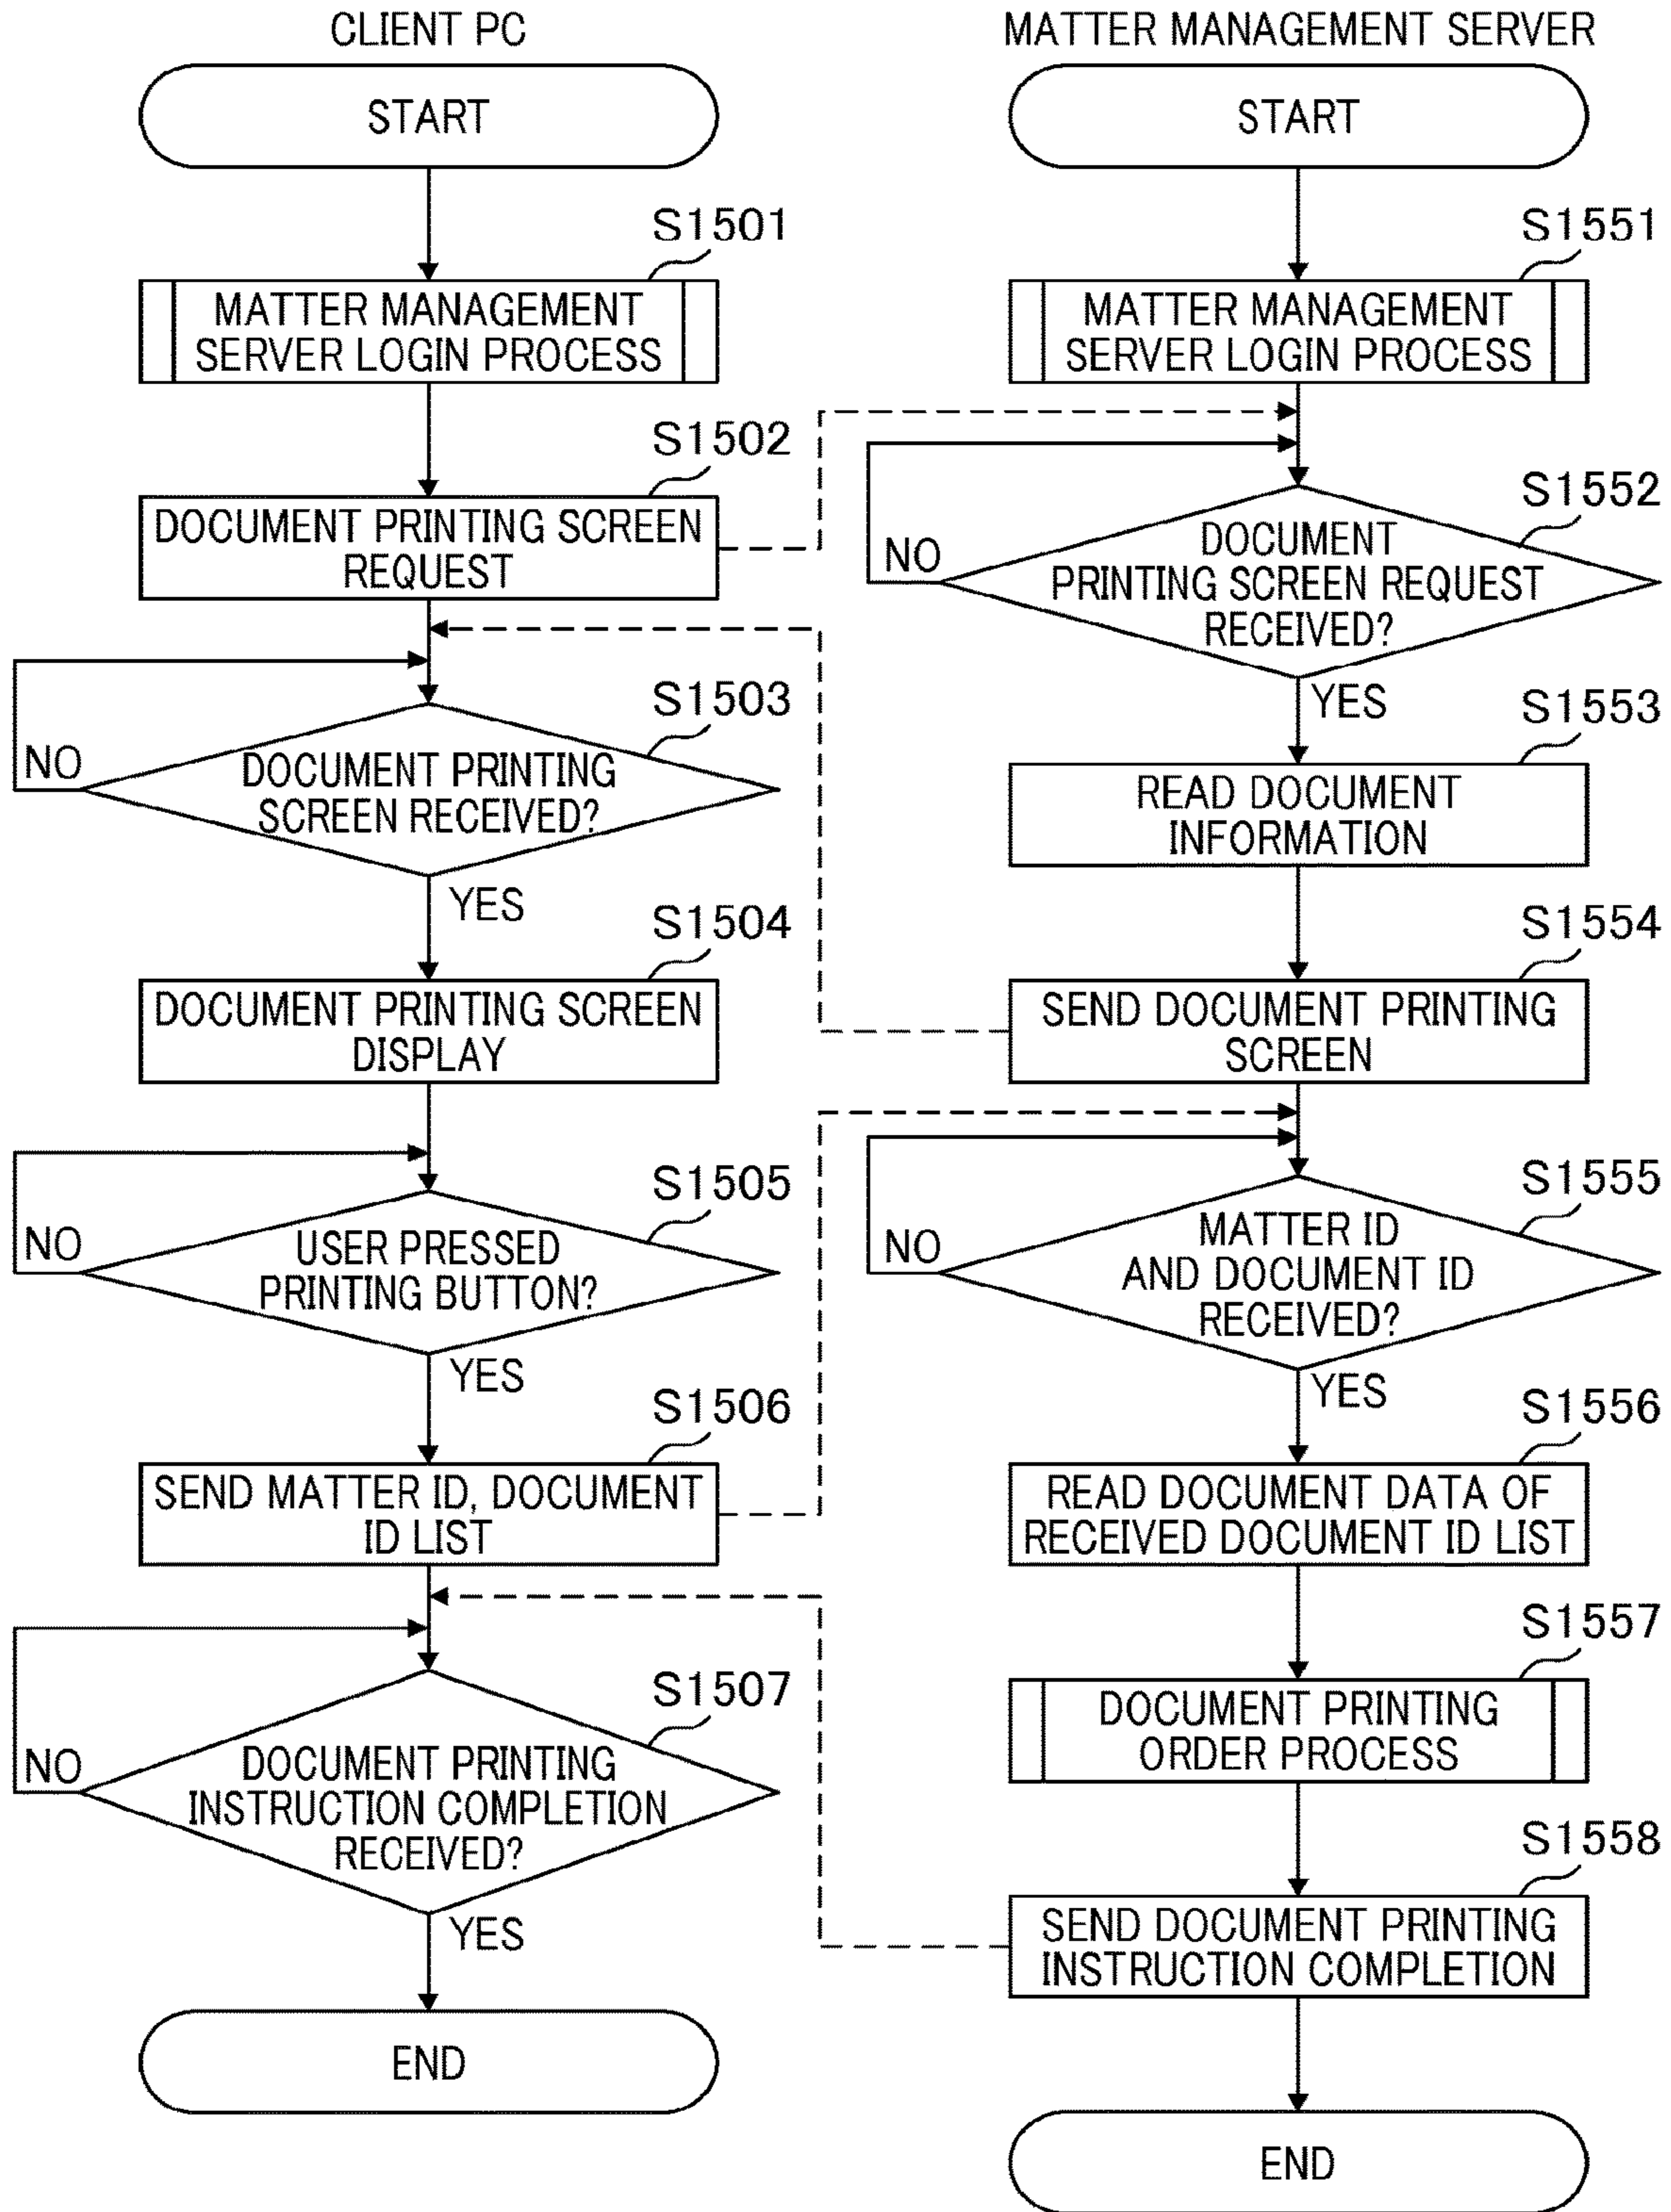 CLIENT PC
START
S1501
MATTER MANAGEMENT
SERVER LOGIN PROCESS
S1502
DOCUMENT PRINTING SCREEN
REQUEST
S1503
NO
DOCUMENT PRINTING
SCREEN RECEIVED?
YES
S1504
DOCUMENT PRINTING SCREEN
DISPLAY
S1505
NO
USER PRESSED
PRINTING BUTTON?
YES
S1506
SEND MATTER ID, DOCUMENT
ID LIST
S1507
NO
DOCUMENT PRINTING
INSTRUCTION COMPLETION
RECEIVED?
YES
END
MATTER MANAGEMENT SERVER
START
S1551
MATTER MANAGEMENT
SERVER LOGIN PROCESS
S1552
NO
DOCUMENT
PRINTING SCREEN REQUEST
RECEIVED?
YES
S1553
READ DOCUMENT
INFORMATION
S1554
SEND DOCUMENT PRINTING
SCREEN
S1555
NO
MATTER ID
AND DOCUMENT ID
RECEIVED?
YES
S1556
READ DOCUMENT DATA OF
RECEIVED DOCUMENT ID LIST
S1557
DOCUMENT PRINTING
ORDER PROCESS
S1558
SEND DOCUMENT PRINTING
INSTRUCTION COMPLETION
END